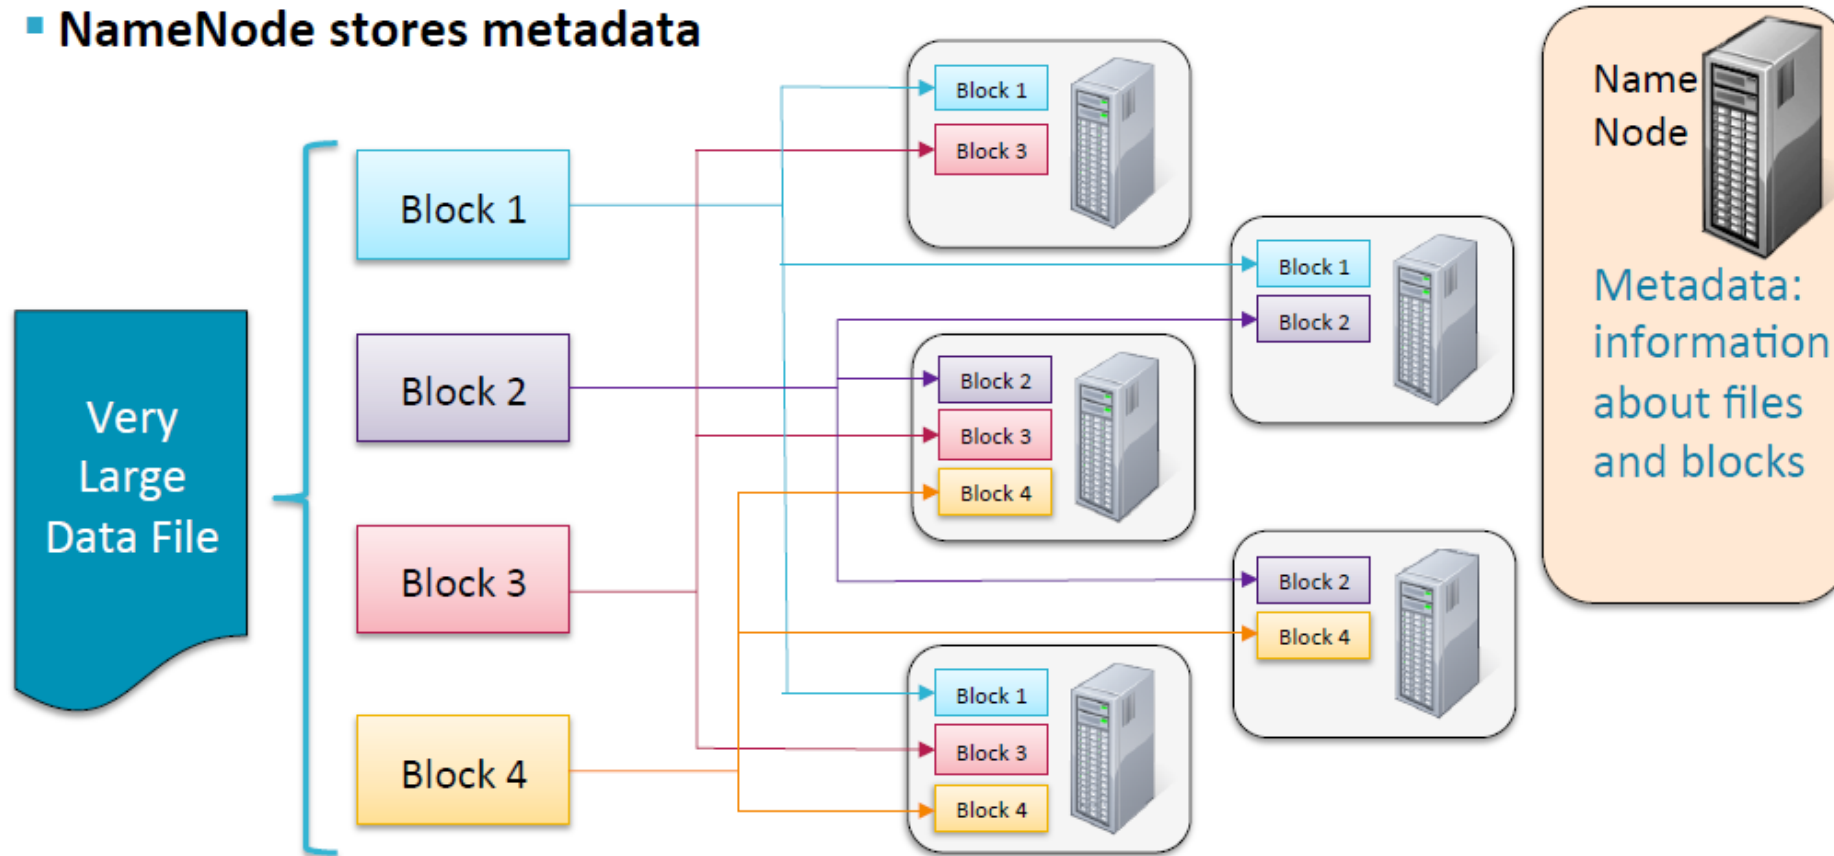 ▪ NameNode stores metadata
Very
Large
Data File
Block 1
Block 2
Block 3
Block 4
Block 1
Block 3
Block 1
Block 2
Block 2
Block 3
Block 4
Block 2
Block 4
Block 1
Block 3
Block 4
Name
Node
Metadata:
information
about files
and blocks